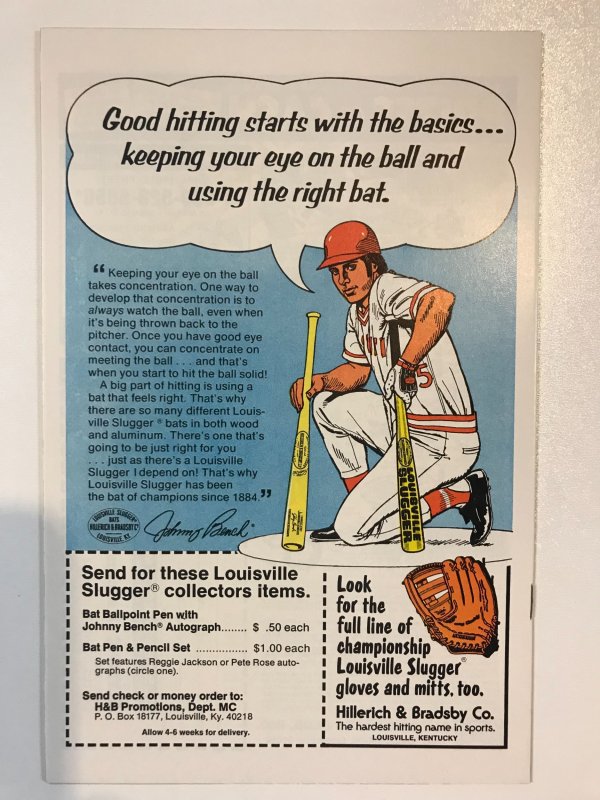 Good hitting starts with the basics...
keeping your eye on the ball and
using the right bat.
“Keeping your eye on the ball
takes concentration. One way to
develop that concentration is to
always watch the ball, even when
it's being thrown back to the
pitcher. Once you have good eye
contact, you can concentrate on
meeting the ball . . . and that's
when you start to hit the ball solid!
A big part of hitting is using a
bat that feels right. That's why
there are so many different Louis-
ville Slugger® bats in both wood
and aluminum. There's one that's
going to be just right for you
. . . just as there's a Louisville
Slugger I depend on! That's why
Louisville Slugger has been
the bat of champions since 1884.”
LOUISVILLE SLUGGER
BATS
HILLERICH & BRADSBY Co
LOUISVILLE, KY
Johnny Bench®
5
LOUISVILLE
SLUGGER
Send for these Louisville
Slugger® collectors items.
Bat Ballpoint Pen with
Johnny Bench® Autograph........ $ .50 each
Bat Pen & Pencil Set ................ $1.00 each
Set features Reggie Jackson or Pete Rose auto-
graphs (circle one).
Send check or money order to:
H&B Promotions, Dept. MC
P. O. Box 18177, Louisville, Ky. 40218
Allow 4-6 weeks for delivery.
Look
for the
full line of
championship
Louisville Slugger®
gloves and mitts, too.
Hillerich & Bradsby Co.
The hardest hitting name in sports.
LOUISVILLE, KENTUCKY